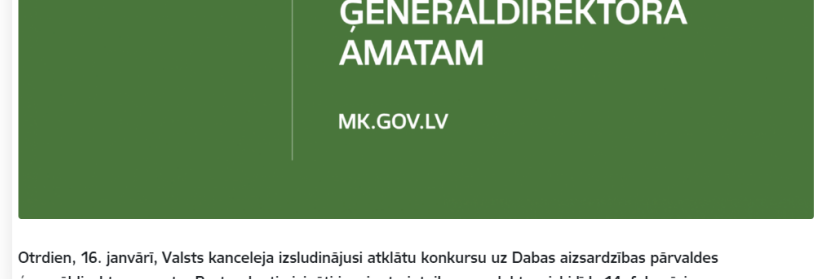 ĢENERĀLDIREKTORA
AMATAM
MK.GOV.LV
Otrdien, 16. janvārī, Valsts kanceleja izsludinājusi atklātu konkursu uz Dabas aizsardzības pārvaldes